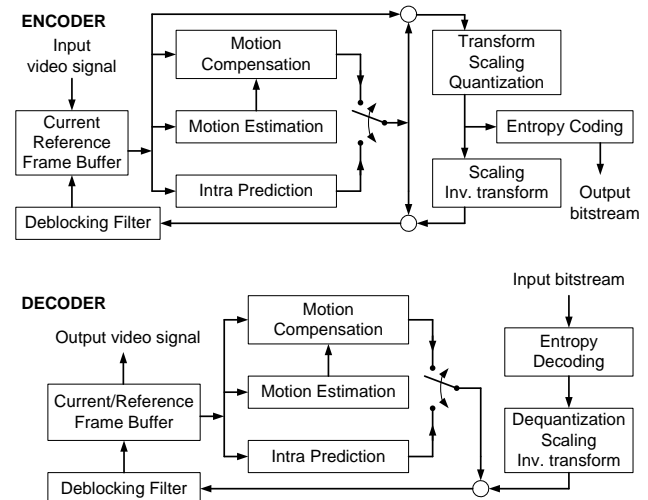 ENCODER
Input
video signal
Motion
Compensation
Transform
Scaling
Quantization
Current
Reference
Frame Buffer
Motion Estimation
Entropy Coding
Intra Prediction
Scaling
Inv. transform
Output
bitstream
Deblocking Filter
DECODER
Input bitstream
Output video signal
Motion
Compensation
Entropy
Decoding
Current/Reference
Frame Buffer
Motion Estimation
Dequantization
Scaling
Inv. transform
Intra Prediction
Deblocking Filter